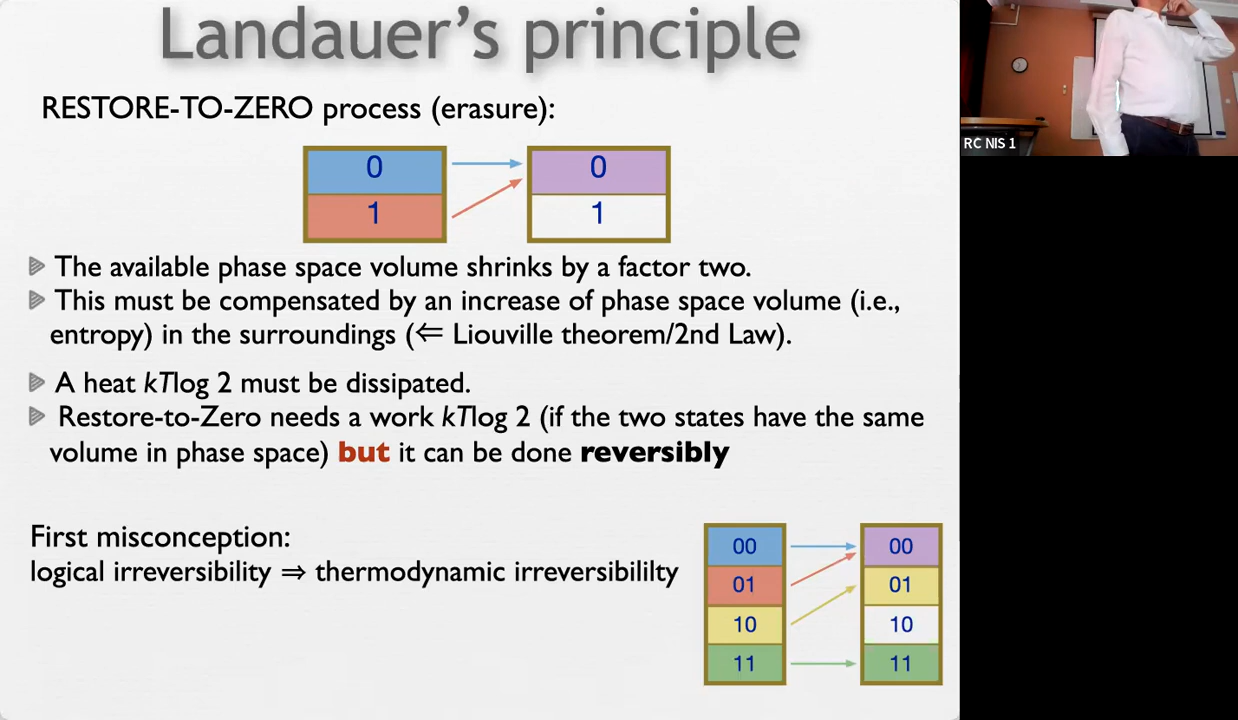 Landauer's principle
RESTORE-TO-ZERO process (erasure):
0 0
1 1
The available phase space volume shrinks by a factor two.
This must be compensated by an increase of phase space volume (i.e.,
entropy) in the surroundings (⇐ Liouville theorem/2nd Law).
A heat kTlog 2 must be dissipated.
Restore-to-Zero needs a work kTlog 2 (if the two states have the same
volume in phase space) but it can be done reversibly
First misconception:
logical irreversibility ⇒ thermodynamic irreversibililty
00 00
01 01
10 10
11 11
RC NIS 1